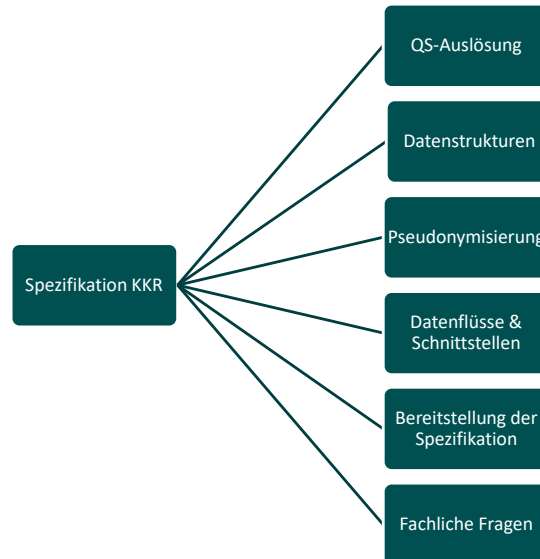 QS-Auslösung
Datenstrukturen
Pseudonymisierung
Spezifikation KKR
Datenflüsse &
Schnittstellen
Bereitstellung der
Spezifikation
Fachliche Fragen